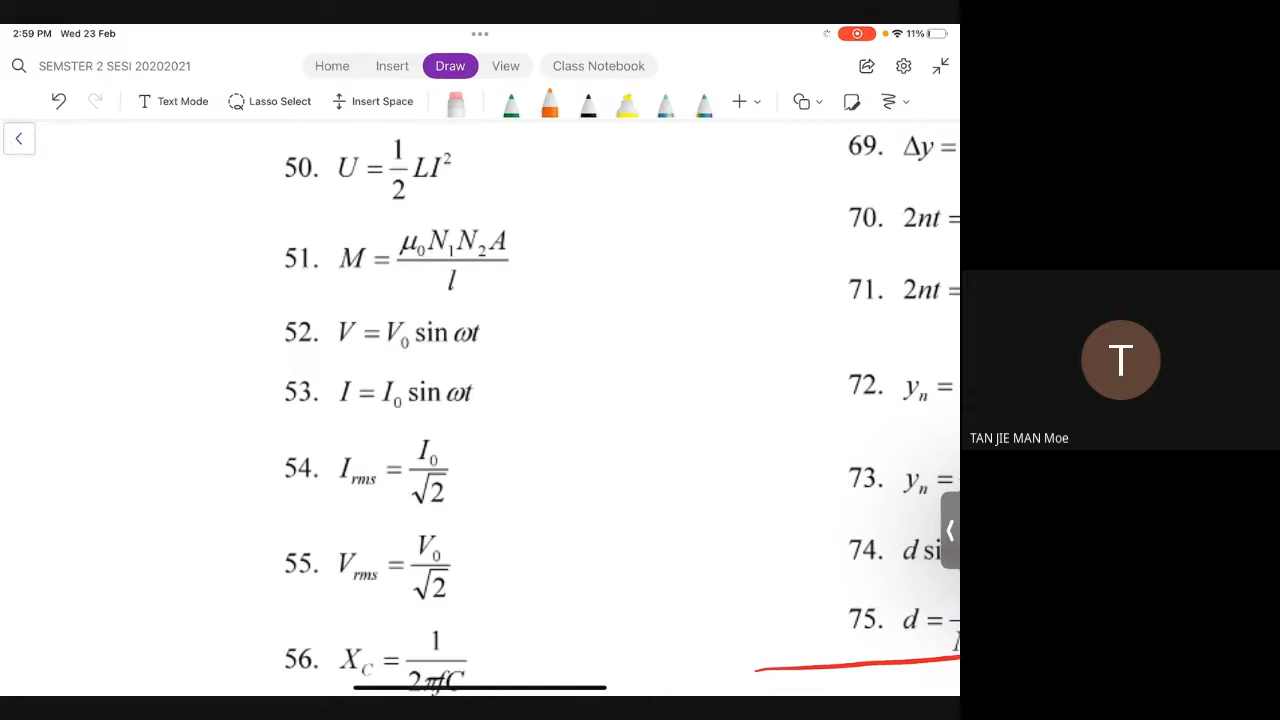 2:59 PM Wed 23 Feb
11%
SEMSTER 2 SESI 20202021
Home Insert Draw View Class Notebook
Text Mode Lasso Select Insert Space
50. U = 1/2 LI²
51. M = μ₀N₁N₂A / l
52. V = V₀ sin ωt
53. I = I₀ sin ωt
54. I_rms = I₀ / √2
55. V_rms = V₀ / √2
56. X_C = 1 / 2πfC
69. Δy =
70. 2nt =
71. 2nt =
72. yₙ =
73. yₙ =
74. d si
75. d =
T
TAN JIE MAN Moe